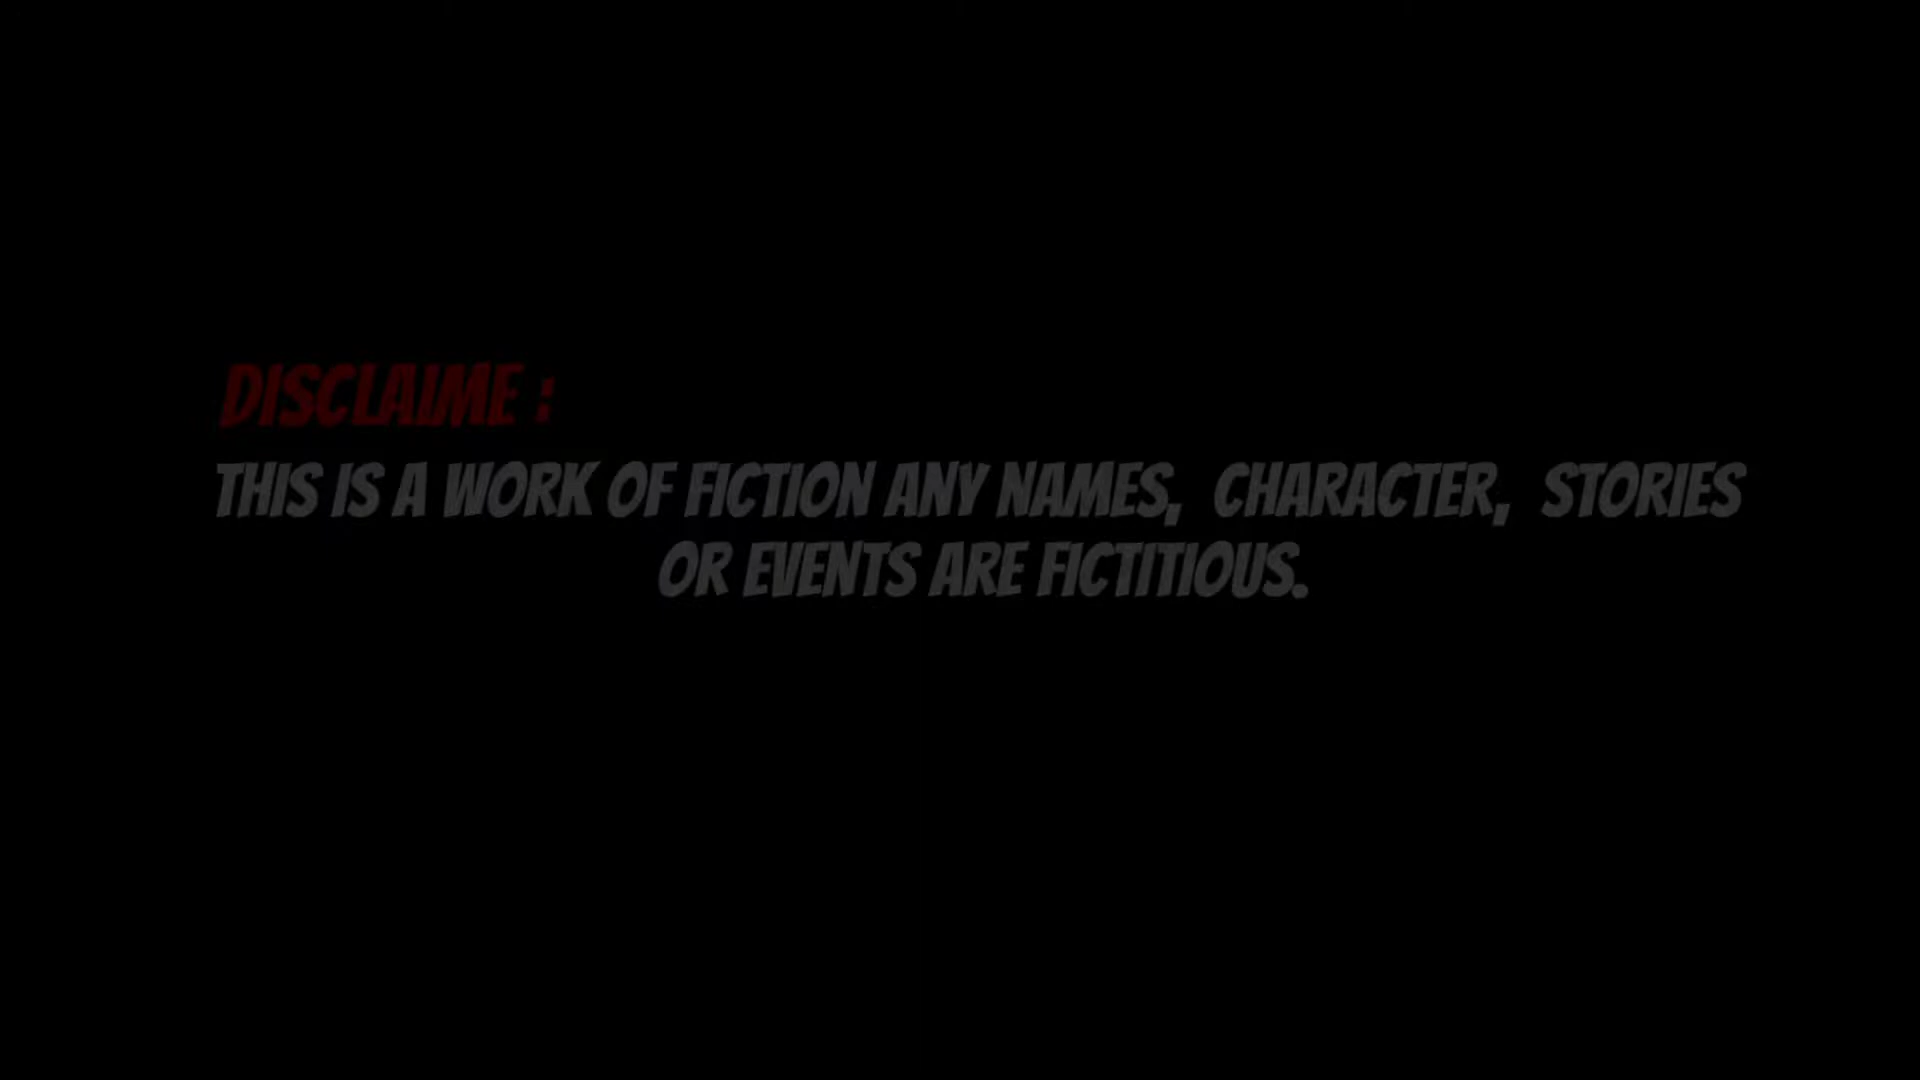 DISCLAIME :
THIS IS A WORK OF FICTION ANY NAMES, CHARACTER, STORIES
OR EVENTS ARE FICTITIOUS.